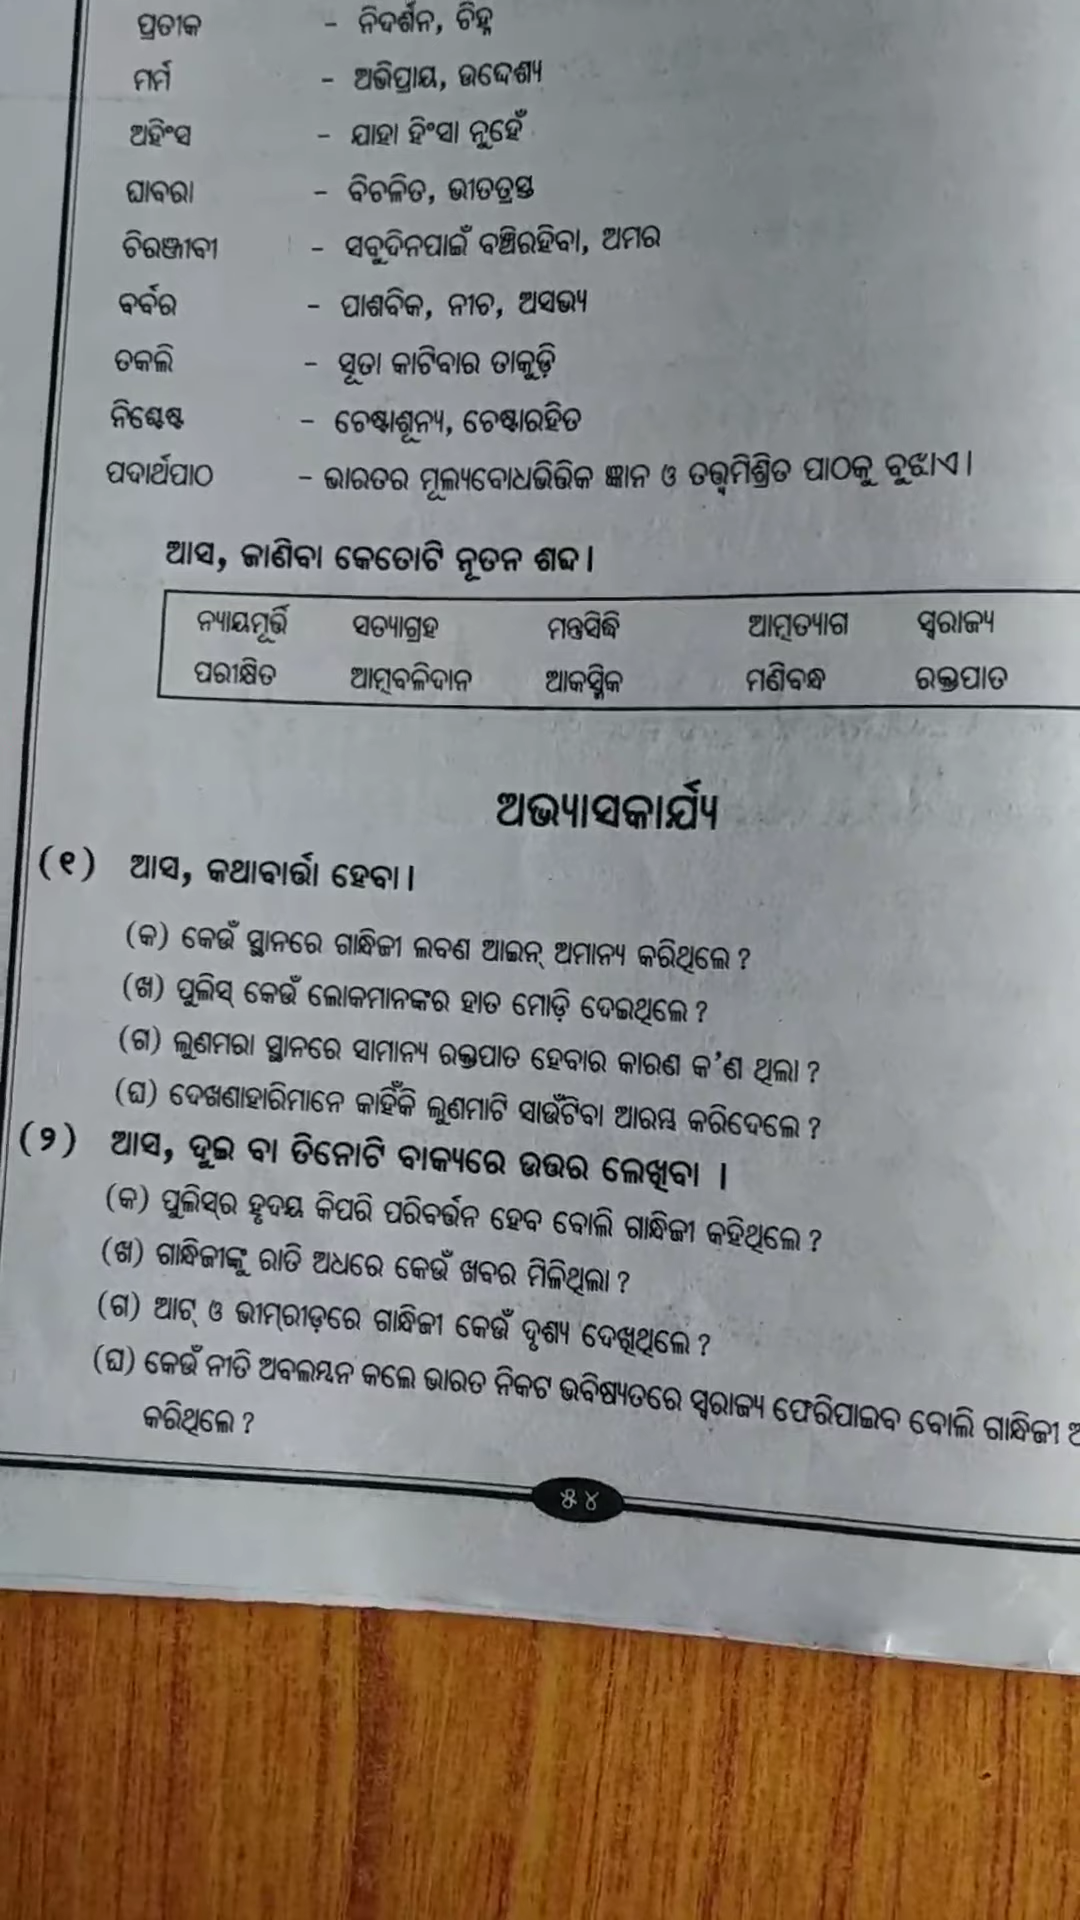 ପ୍ରତୀକ - ନିଦର୍ଶନ, ଚିହ୍ନ
ମର୍ମ - ଅଭିପ୍ରାୟ, ଉଦ୍ଦେଶ୍ୟ
ଅହିଂସ - ଯାହା ହିଂସା ନୁହେଁ
ଘାବରା - ବିଚଳିତ, ଭୀତତ୍ରସ୍ତ
ଚିରଞ୍ଜୀବୀ - ସବୁଦିନପାଇଁ ବଞ୍ଚିରହିବା, ଅମର
ବର୍ବର - ପାଶବିକ, ନୀଚ, ଅସଭ୍ୟ
ତକଲି - ସୂତା କାଟିବାର ତାକୁଡ଼ି
ନିଶ୍ଚେଷ୍ଟ - ଚେଷ୍ଟାଶୂନ୍ୟ, ଚେଷ୍ଟାରହିତ
ପଦାର୍ଥପାଠ - ଭାରତର ମୂଲ୍ୟବୋଧଭିତ୍ତିକ ଜ୍ଞାନ ଓ ତତ୍ତ୍ୱମିଶ୍ରିତ ପାଠକୁ ବୁଝାଏ।
ଆସ, ଜାଣିବା କେତୋଟି ନୂତନ ଶବ୍ଦ।
ନ୍ୟାୟମୂର୍ତ୍ତି ସତ୍ୟାଗ୍ରହ ମନ୍ତ୍ରସିଦ୍ଧି ଆତ୍ମତ୍ୟାଗ ସ୍ୱରାଜ୍ୟ
ପରୀକ୍ଷିତ ଆତ୍ମବଳିଦାନ ଆକସ୍ମିକ ମଣିବନ୍ଧ ରକ୍ତପାତ
ଅଭ୍ୟାସକାର୍ଯ୍ୟ
(୧) ଆସ, କଥାବାର୍ତ୍ତା ହେବା।
(କ) କେଉଁ ସ୍ଥାନରେ ଗାନ୍ଧିଜୀ ଲବଣ ଆଇନ୍ ଅମାନ୍ୟ କରିଥିଲେ ?
(ଖ) ପୁଲିସ୍ କେଉଁ ଲୋକମାନଙ୍କର ହାତ ମୋଡ଼ି ଦେଇଥିଲେ ?
(ଗ) ଲୁଣମରା ସ୍ଥାନରେ ସାମାନ୍ୟ ରକ୍ତପାତ ହେବାର କାରଣ କ'ଣ ଥିଲା ?
(ଘ) ଦେଖଣାହାରିମାନେ କାହିଁକି ଲୁଣମାଟି ସାଉଁଟିବା ଆରମ୍ଭ କରିଦେଲେ ?
(୨) ଆସ, ଦୁଇ ବା ତିନୋଟି ବାକ୍ୟରେ ଉତ୍ତର ଲେଖିବା ।
(କ) ପୁଲିସ୍‌ର ହୃଦୟ କିପରି ପରିବର୍ତ୍ତନ ହେବ ବୋଲି ଗାନ୍ଧିଜୀ କହିଥିଲେ ?
(ଖ) ଗାନ୍ଧିଜୀଙ୍କୁ ରାତି ଅଧରେ କେଉଁ ଖବର ମିଳିଥିଲା ?
(ଗ) ଆଟ୍ ଓ ଭୀମ୍‌ରୀଡ଼ରେ ଗାନ୍ଧିଜୀ କେଉଁ ଦୃଶ୍ୟ ଦେଖିଥିଲେ ?
(ଘ) କେଉଁ ନୀତି ଅବଲମ୍ବନ କଲେ ଭାରତ ନିକଟ ଭବିଷ୍ୟତରେ ସ୍ୱରାଜ୍ୟ ଫେରିପାଇବ ବୋଲି ଗାନ୍ଧିଜୀ
କରିଥିଲେ ?
୫୪